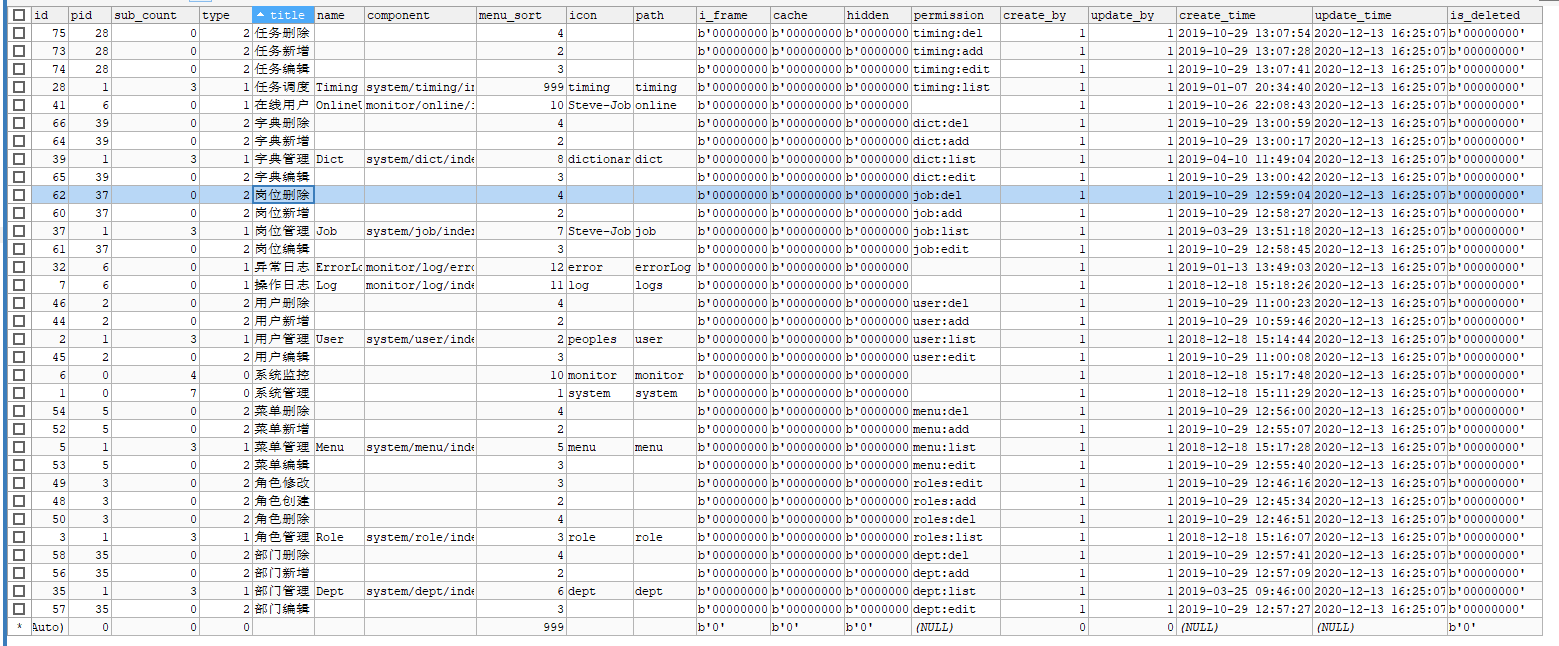 id pid sub_count type title name component menu_sort icon path i_frame cache hidden permission create_by update_by create_time update_time is_deleted
75 28 0 2 任务删除 4 b'00000000 b'00000000 b'0000000 timing:del 1 1 2019-10-29 13:07:54 2020-12-13 16:25:07 b'00000000'
73 28 0 2 任务新增 2 b'00000000 b'00000000 b'0000000 timing:add 1 1 2019-10-29 13:07:28 2020-12-13 16:25:07 b'00000000'
74 28 0 2 任务编辑 3 b'00000000 b'00000000 b'0000000 timing:edit 1 1 2019-10-29 13:07:41 2020-12-13 16:25:07 b'00000000'
28 1 3 1 任务调度 Timing system/timing/in 999 timing timing b'00000000 b'00000000 b'0000000 timing:list 1 1 2019-01-07 20:34:40 2020-12-13 16:25:07 b'00000000'
41 6 0 1 在线用户 OnlineU monitor/online/i 10 Steve-Job online b'00000000 b'00000000 b'0000000 1 1 2019-10-26 22:08:43 2020-12-13 16:25:07 b'00000000'
66 39 0 2 字典删除 4 b'00000000 b'00000000 b'0000000 dict:del 1 1 2019-10-29 13:00:59 2020-12-13 16:25:07 b'00000000'
64 39 0 2 字典新增 2 b'00000000 b'00000000 b'0000000 dict:add 1 1 2019-10-29 13:00:17 2020-12-13 16:25:07 b'00000000'
39 1 3 1 字典管理 Dict system/dict/inde 8 dictionar dict b'00000000 b'00000000 b'0000000 dict:list 1 1 2019-04-10 11:49:04 2020-12-13 16:25:07 b'00000000'
65 39 0 2 字典编辑 3 b'00000000 b'00000000 b'0000000 dict:edit 1 1 2019-10-29 13:00:42 2020-12-13 16:25:07 b'00000000'
62 37 0 2 岗位删除 4 b'00000000 b'00000000 b'0000000 job:del 1 1 2019-10-29 12:59:04 2020-12-13 16:25:07 b'00000000'
60 37 0 2 岗位新增 2 b'00000000 b'00000000 b'0000000 job:add 1 1 2019-10-29 12:58:27 2020-12-13 16:25:07 b'00000000'
37 1 3 1 岗位管理 Job system/job/index 7 Steve-Job job b'00000000 b'00000000 b'0000000 job:list 1 1 2019-03-29 13:51:18 2020-12-13 16:25:07 b'00000000'
61 37 0 2 岗位编辑 3 b'00000000 b'00000000 b'0000000 job:edit 1 1 2019-10-29 12:58:45 2020-12-13 16:25:07 b'00000000'
32 6 0 1 异常日志 ErrorLo monitor/log/erro 12 error errorLog b'00000000 b'00000000 b'0000000 1 1 2019-01-13 13:49:03 2020-12-13 16:25:07 b'00000000'
7 6 0 1 操作日志 Log monitor/log/inde 11 log logs b'00000000 b'00000000 b'0000000 1 1 2018-12-18 15:18:26 2020-12-13 16:25:07 b'00000000'
46 2 0 2 用户删除 4 b'00000000 b'00000000 b'0000000 user:del 1 1 2019-10-29 11:00:23 2020-12-13 16:25:07 b'00000000'
44 2 0 2 用户新增 2 b'00000000 b'00000000 b'0000000 user:add 1 1 2019-10-29 10:59:46 2020-12-13 16:25:07 b'00000000'
2 1 3 1 用户管理 User system/user/inde 2 peoples user b'00000000 b'00000000 b'0000000 user:list 1 1 2018-12-18 15:14:44 2020-12-13 16:25:07 b'00000000'
45 2 0 2 用户编辑 3 b'00000000 b'00000000 b'0000000 user:edit 1 1 2019-10-29 11:00:08 2020-12-13 16:25:07 b'00000000'
6 0 4 0 系统监控 10 monitor monitor b'00000000 b'00000000 b'0000000 1 1 2018-12-18 15:17:48 2020-12-13 16:25:07 b'00000000'
1 0 7 0 系统管理 1 system system b'00000000 b'00000000 b'0000000 1 1 2018-12-18 15:11:29 2020-12-13 16:25:07 b'00000000'
54 5 0 2 菜单删除 4 b'00000000 b'00000000 b'0000000 menu:del 1 1 2019-10-29 12:56:00 2020-12-13 16:25:07 b'00000000'
52 5 0 2 菜单新增 2 b'00000000 b'00000000 b'0000000 menu:add 1 1 2019-10-29 12:55:07 2020-12-13 16:25:07 b'00000000'
5 1 3 1 菜单管理 Menu system/menu/inde 5 menu menu b'00000000 b'00000000 b'0000000 menu:list 1 1 2018-12-18 15:17:28 2020-12-13 16:25:07 b'00000000'
53 5 0 2 菜单编辑 3 b'00000000 b'00000000 b'0000000 menu:edit 1 1 2019-10-29 12:55:40 2020-12-13 16:25:07 b'00000000'
49 3 0 2 角色修改 3 b'00000000 b'00000000 b'0000000 roles:edit 1 1 2019-10-29 12:46:16 2020-12-13 16:25:07 b'00000000'
48 3 0 2 角色创建 2 b'00000000 b'00000000 b'0000000 roles:add 1 1 2019-10-29 12:45:34 2020-12-13 16:25:07 b'00000000'
50 3 0 2 角色删除 4 b'00000000 b'00000000 b'0000000 roles:del 1 1 2019-10-29 12:46:51 2020-12-13 16:25:07 b'00000000'
3 1 3 1 角色管理 Role system/role/inde 3 role role b'00000000 b'00000000 b'0000000 roles:list 1 1 2018-12-18 15:16:07 2020-12-13 16:25:07 b'00000000'
58 35 0 2 部门删除 4 b'00000000 b'00000000 b'0000000 dept:del 1 1 2019-10-29 12:57:41 2020-12-13 16:25:07 b'00000000'
56 35 0 2 部门新增 2 b'00000000 b'00000000 b'0000000 dept:add 1 1 2019-10-29 12:57:09 2020-12-13 16:25:07 b'00000000'
35 1 3 1 部门管理 Dept system/dept/inde 6 dept dept b'00000000 b'00000000 b'0000000 dept:list 1 1 2019-03-25 09:46:00 2020-12-13 16:25:07 b'00000000'
57 35 0 2 部门编辑 3 b'00000000 b'00000000 b'0000000 dept:edit 1 1 2019-10-29 12:57:27 2020-12-13 16:25:07 b'00000000'
* Auto) 0 0 0 999 b'0' b'0' b'0' (NULL) 0 0 (NULL) (NULL) b'0'